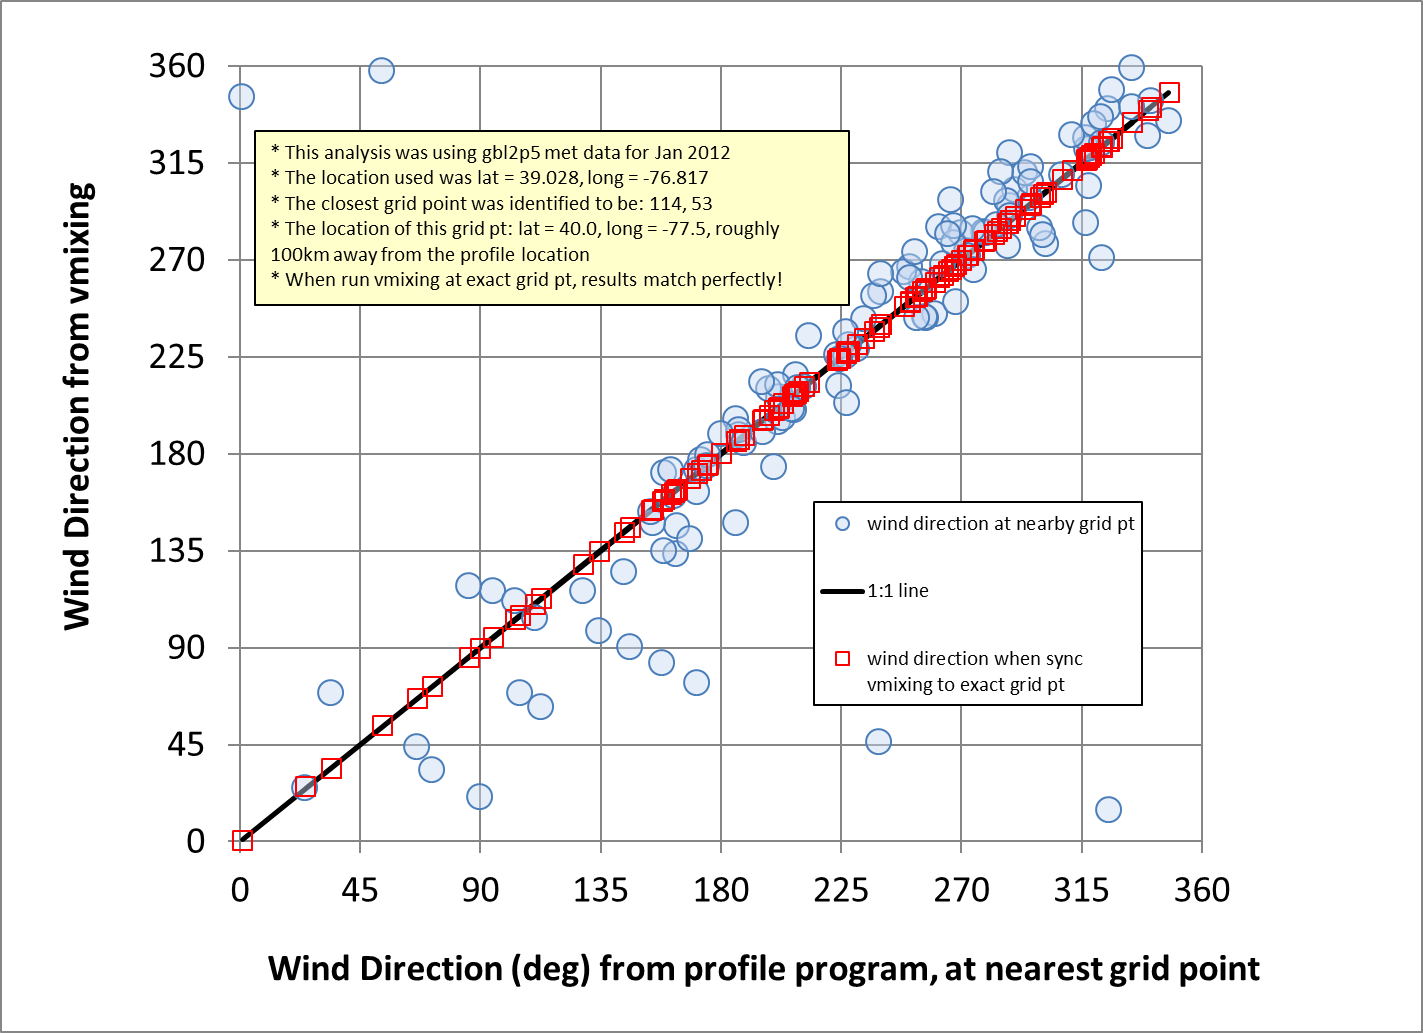 360
315
270
225
180
135
90
45
0
Wind Direction from vmixing
* This analysis was using gbl2p5 met data for Jan 2012
* The location used was lat = 39.028, long = -76.817
* The closest grid point was identified to be: 114, 53
* The location of this grid pt: lat = 40.0, long = -77.5, roughly
100km away from the profile location
* When run vmixing at exact grid pt, results match perfectly!
wind direction at nearby grid pt
1:1 line
wind direction when sync
vmixing to exact grid pt
0 45 90 135 180 225 270 315 360
Wind Direction (deg) from profile program, at nearest grid point